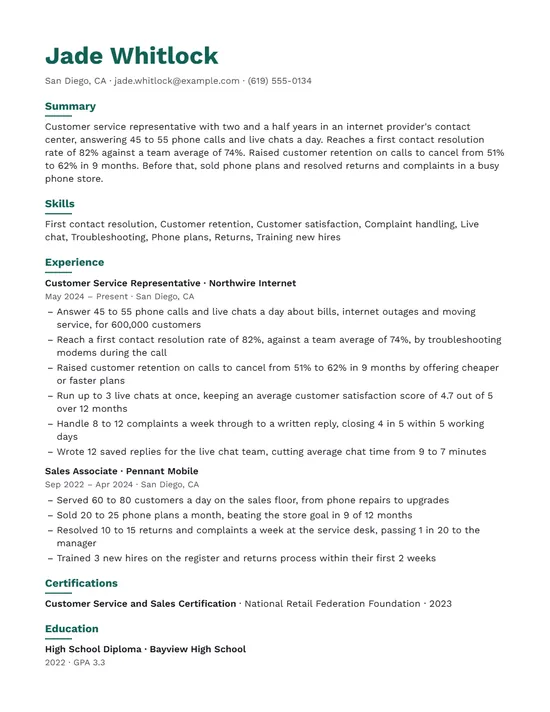 Jade Whitlock
San Diego, CA · jade.whitlock@example.com · (619) 555-0134
Summary
Customer service representative with two and a half years in an internet provider's contact
center, answering 45 to 55 phone calls and live chats a day. Reaches a first contact resolution
rate of 82% against a team average of 74%. Raised customer retention on calls to cancel from 51%
to 62% in 9 months. Before that, sold phone plans and resolved returns and complaints in a busy
phone store.
Skills
First contact resolution, Customer retention, Customer satisfaction, Complaint handling, Live
chat, Troubleshooting, Phone plans, Returns, Training new hires
Experience
Customer Service Representative · Northwire Internet
May 2024 – Present · San Diego, CA
– Answer 45 to 55 phone calls and live chats a day about bills, internet outages and moving
service, for 600,000 customers
– Reach a first contact resolution rate of 82%, against a team average of 74%, by troubleshooting
modems during the call
– Raised customer retention on calls to cancel from 51% to 62% in 9 months by offering cheaper
or faster plans
– Run up to 3 live chats at once, keeping an average customer satisfaction score of 4.7 out of 5
over 12 months
– Handle 8 to 12 complaints a week through to a written reply, closing 4 in 5 within 5 working
days
– Wrote 12 saved replies for the live chat team, cutting average chat time from 9 to 7 minutes
Sales Associate · Pennant Mobile
Sep 2022 – Apr 2024 · San Diego, CA
– Served 60 to 80 customers a day on the sales floor, from phone repairs to upgrades
– Sold 20 to 25 phone plans a month, beating the store goal in 9 of 12 months
– Resolved 10 to 15 returns and complaints a week at the service desk, passing 1 in 20 to the
manager
– Trained 3 new hires on the register and returns process within their first 2 weeks
Certifications
Customer Service and Sales Certification · National Retail Federation Foundation · 2023
Education
High School Diploma · Bayview High School
2022 · GPA 3.3